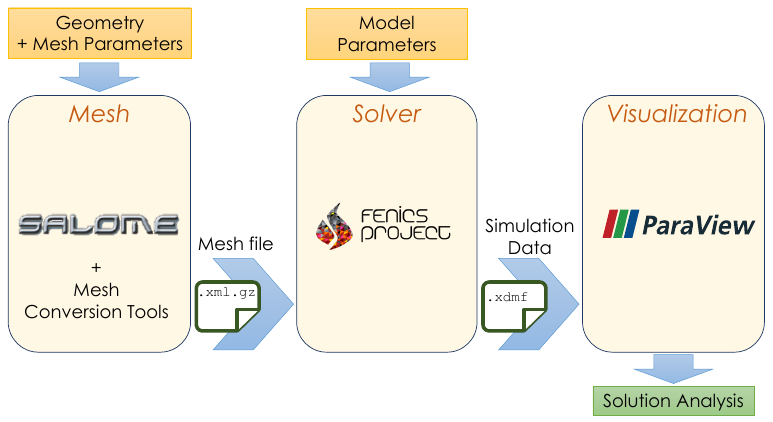 Geometry
+ Mesh Parameters
Model
Parameters
Mesh
SALOME
+
Mesh
Conversion Tools
Mesh file
.xml.gz
Solver
FENICS
PROJECT
Simulation
Data
.xdmf
Visualization
ParaView
Solution Analysis